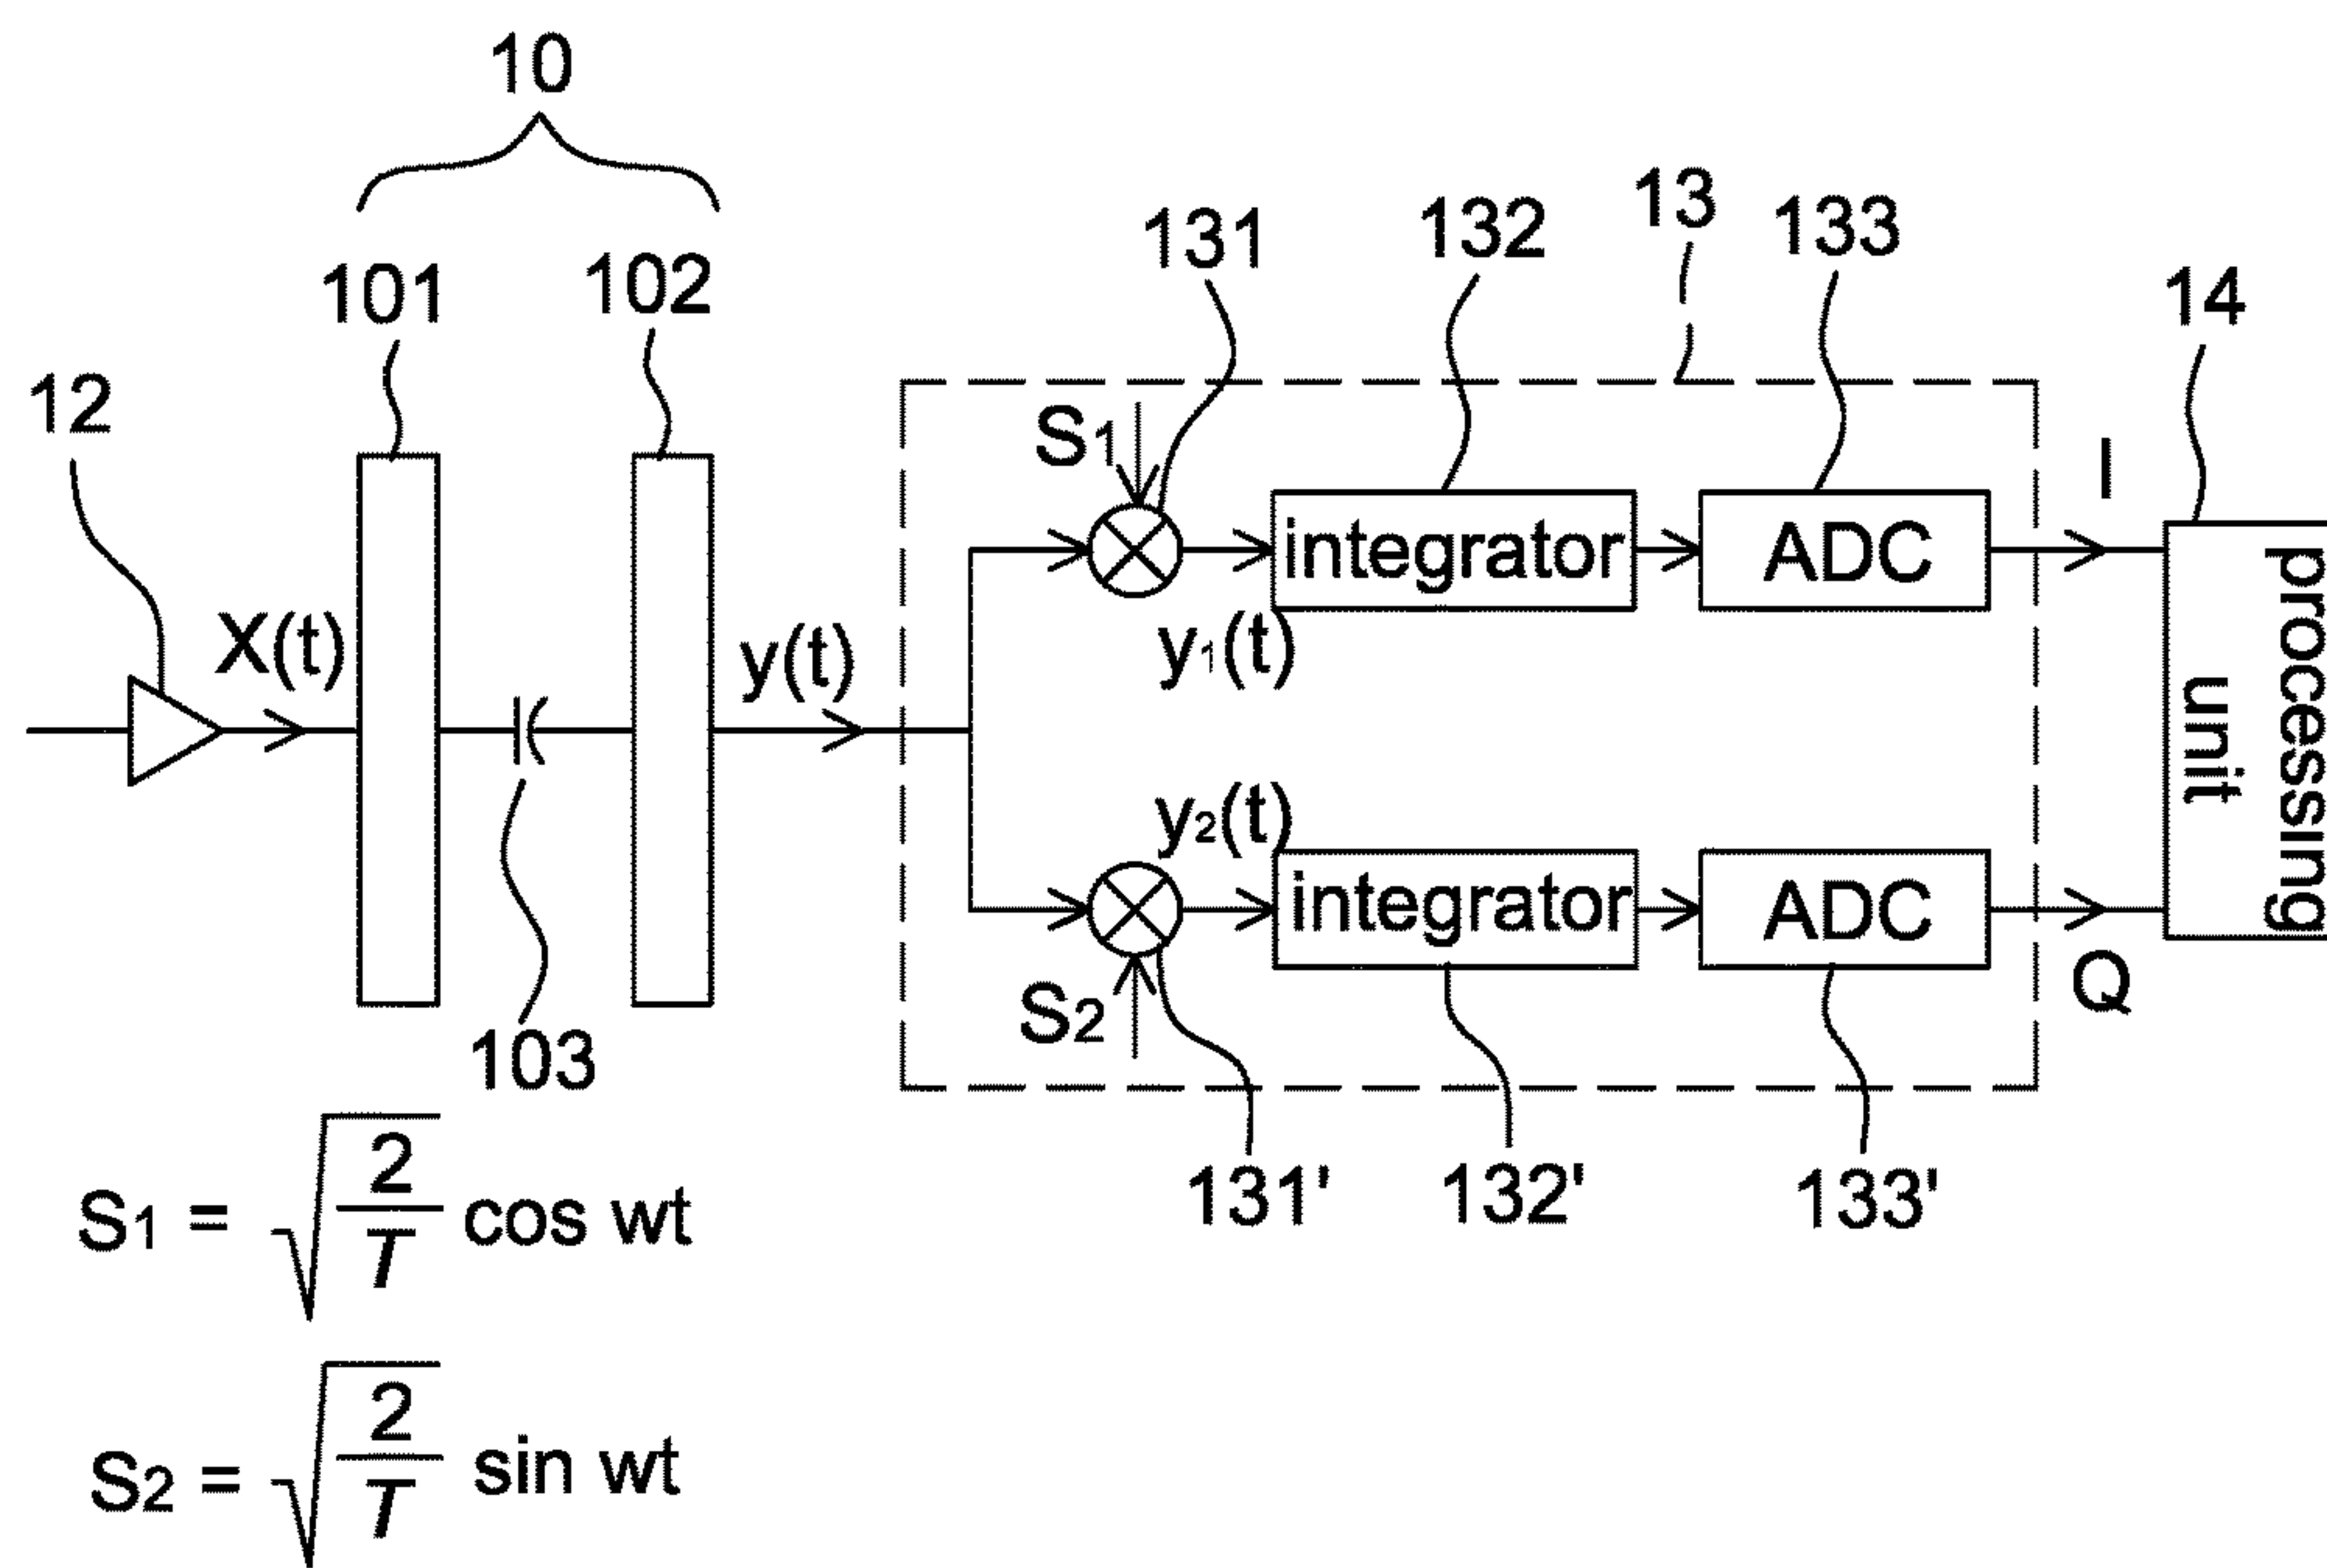 10
101
102
131
132
13
133
14
12
S1
I
X(t)
integrator
ADC
y1(t)
y(t)
processing
unit
y2(t)
integrator
ADC
S2
Q
103
131'
132'
133'
S1 = √2/T cos wt
S2 = √2/T sin wt